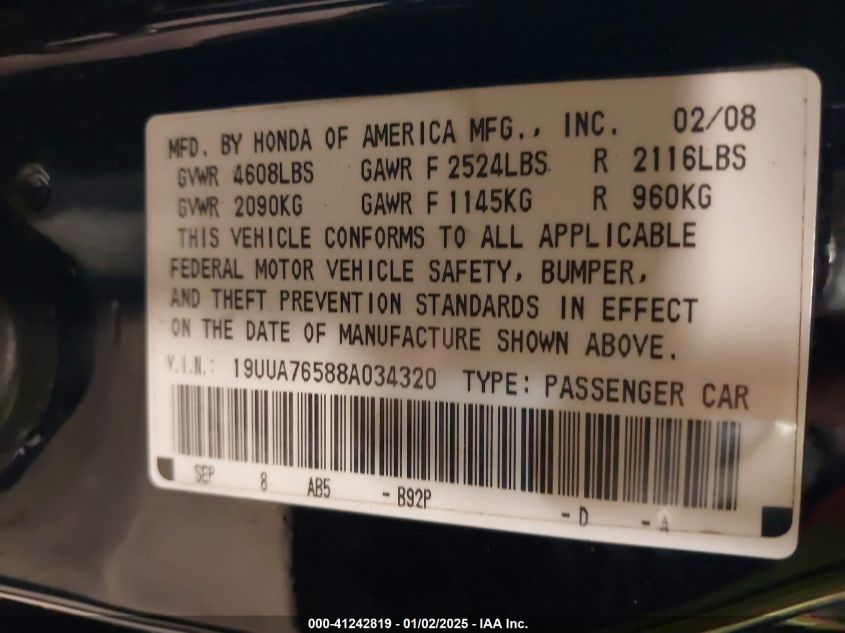 MFD. BY HONDA OF AMERICA MFG., INC. 02/08
GVWR 4608LBS GAWR F 2524LBS R 2116LBS
GVWR 2090KG GAWR F 1145KG R 960KG
THIS VEHICLE CONFORMS TO ALL APPLICABLE
FEDERAL MOTOR VEHICLE SAFETY, BUMPER,
AND THEFT PREVENTION STANDARDS IN EFFECT
ON THE DATE OF MANUFACTURE SHOWN ABOVE.
V.I.N.: 19UUA76588A034320 TYPE: PASSENGER CAR
SEP 8 AB5 - B92P - D - A
000-41242819 - 01/02/2025 - IAA Inc.